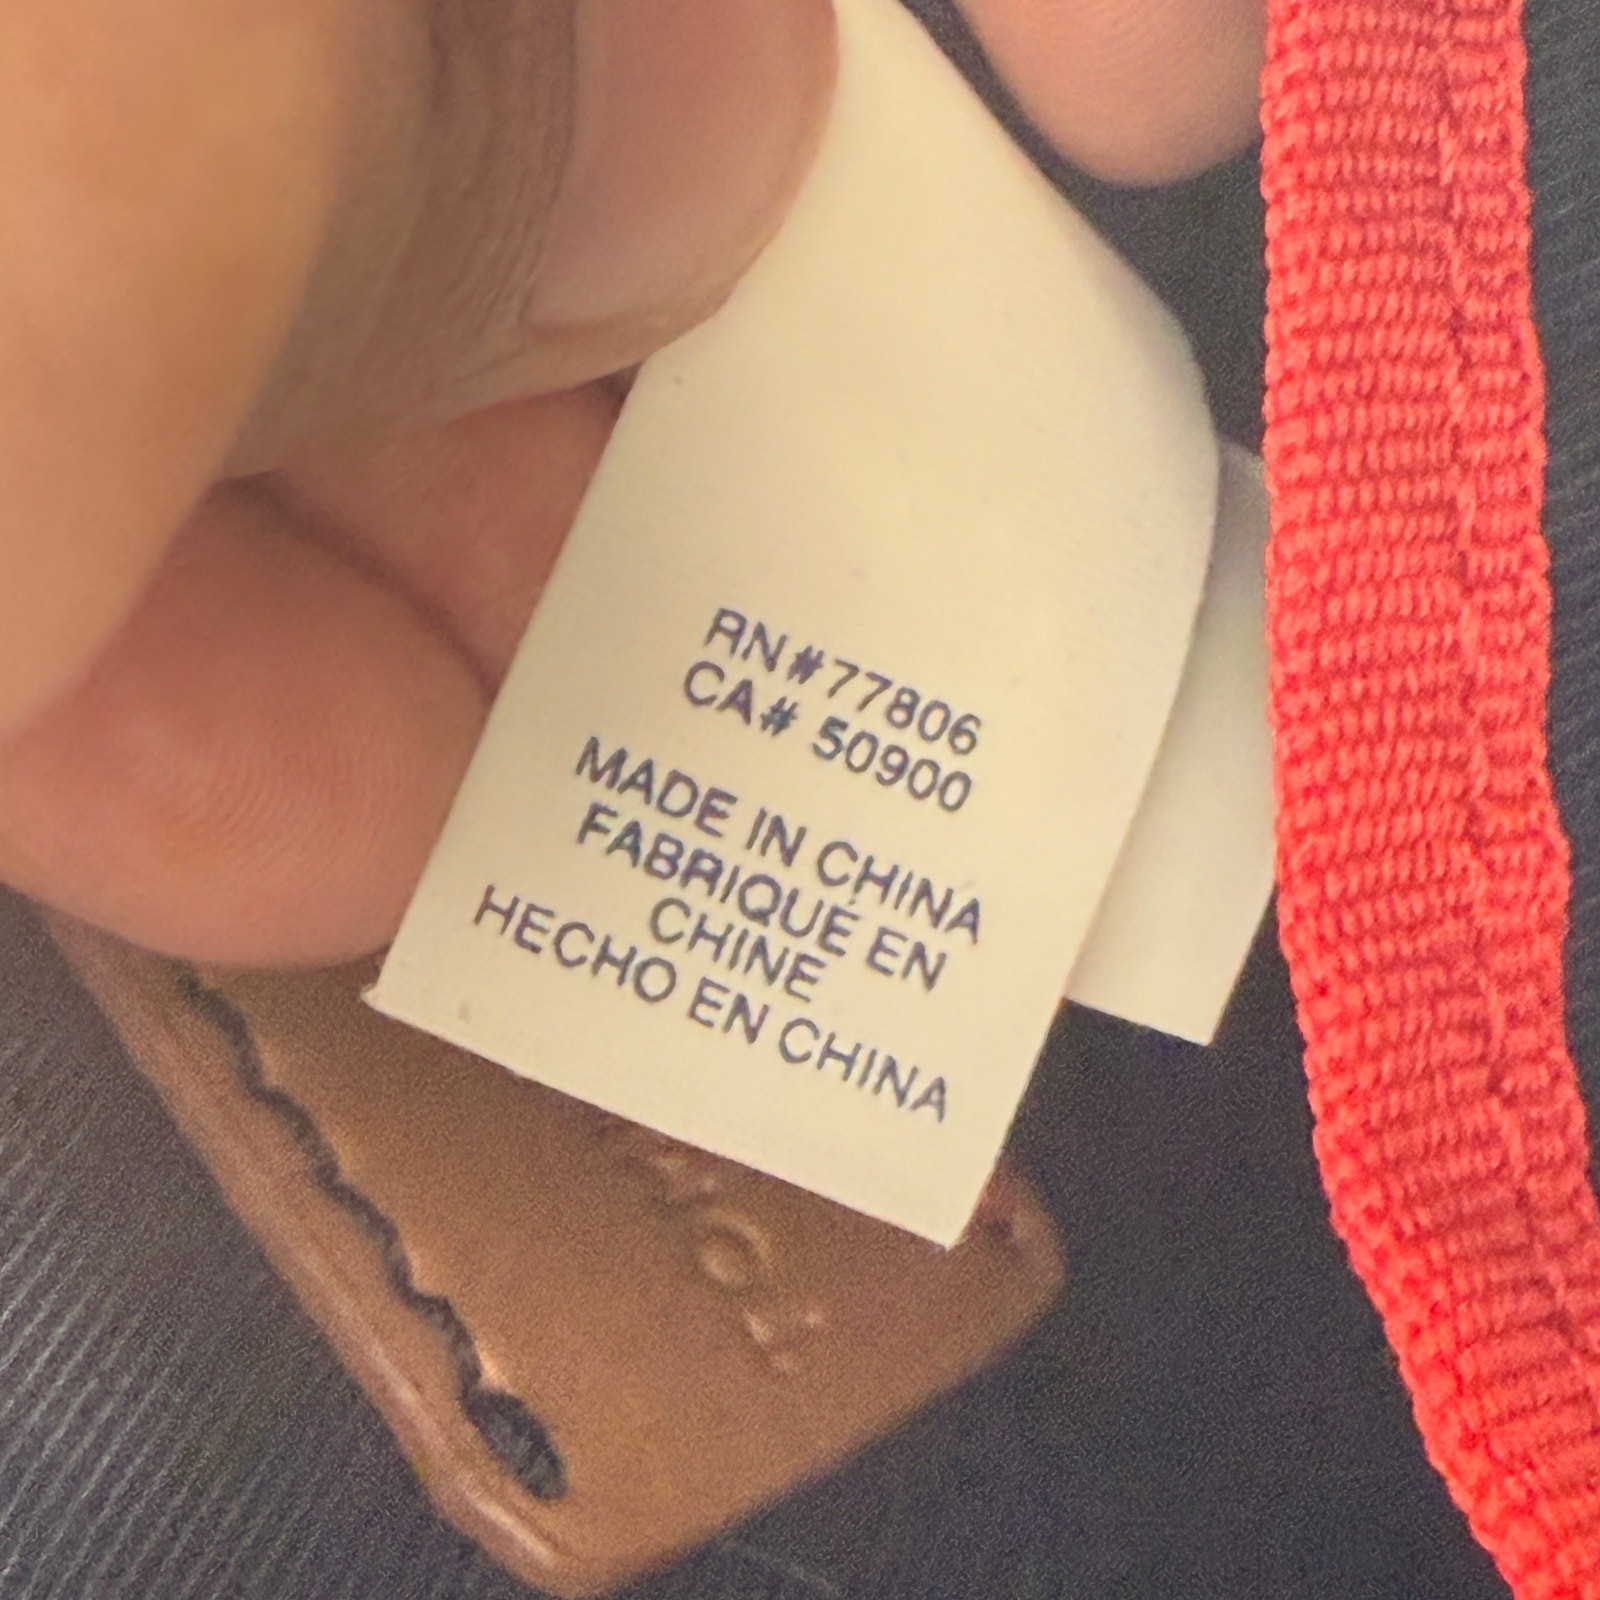 RN#77806
CA# 50900
MADE IN CHINA
FABRIQUÉ EN
CHINE
HECHO EN CHINA